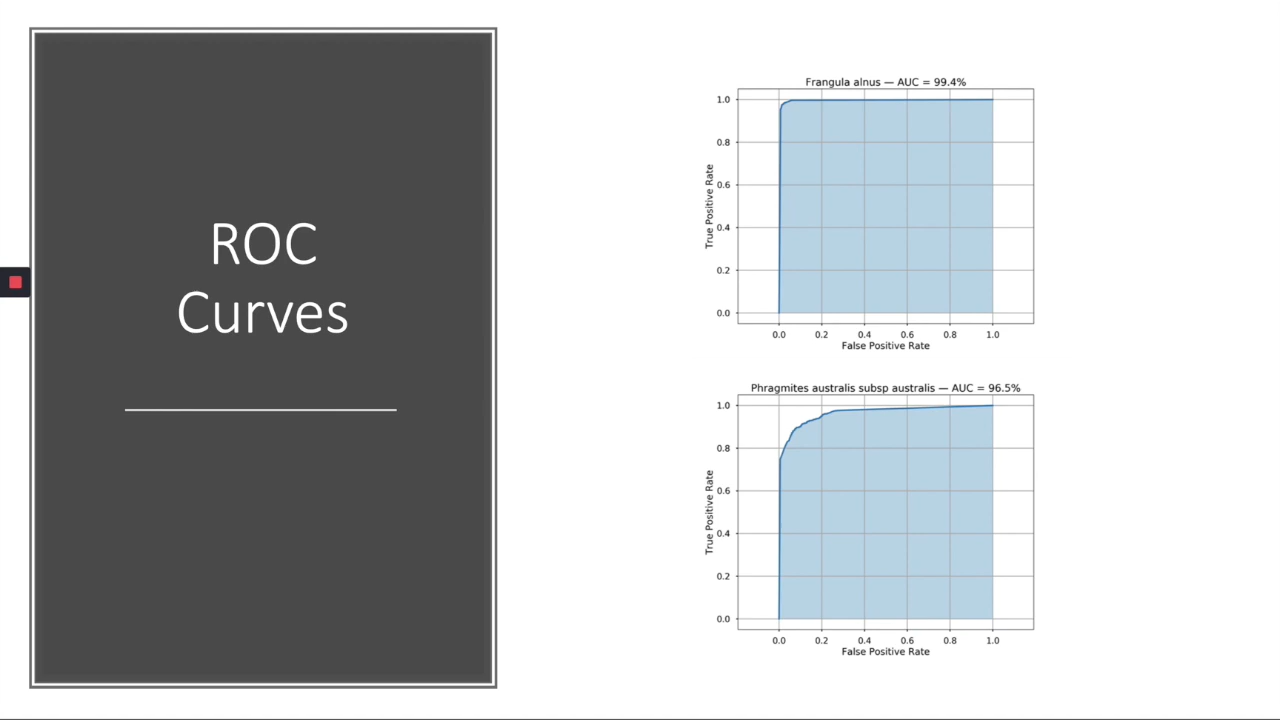 ROC
Curves
Frangula alnus — AUC = 99.4%
1.0
0.8
0.6
0.4
0.2
0.0
True Positive Rate
0.0 0.2 0.4 0.6 0.8 1.0
False Positive Rate
Phragmites australis subsp australis — AUC = 96.5%
1.0
0.8
0.6
0.4
0.2
0.0
True Positive Rate
0.0 0.2 0.4 0.6 0.8 1.0
False Positive Rate